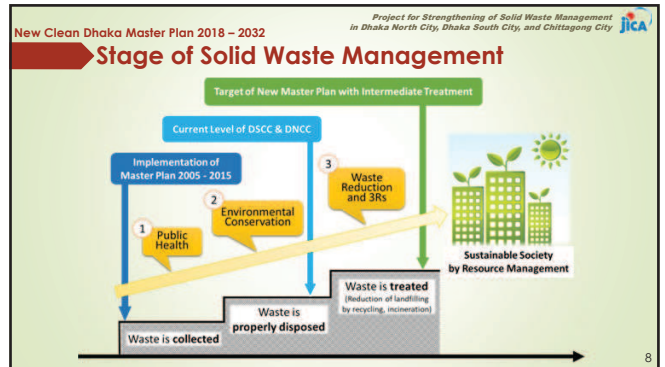 Project for Strengthening of Solid Waste Management
in Dhaka North City, Dhaka South City, and Chittagong City
jICA
New Clean Dhaka Master Plan 2018 – 2032
Stage of Solid Waste Management
Target of New Master Plan with Intermediate Treatment
Current Level of DSCC & DNCC
Implementation of
Master Plan 2005 - 2015
3
Waste
Reduction
and 3Rs
2
Environmental
Conservation
1
Public
Health
Sustainable Society
by Resource Management
Waste is treated
(Reduction of landfilling
by recycling, incineration)
Waste is
properly disposed
Waste is collected
8